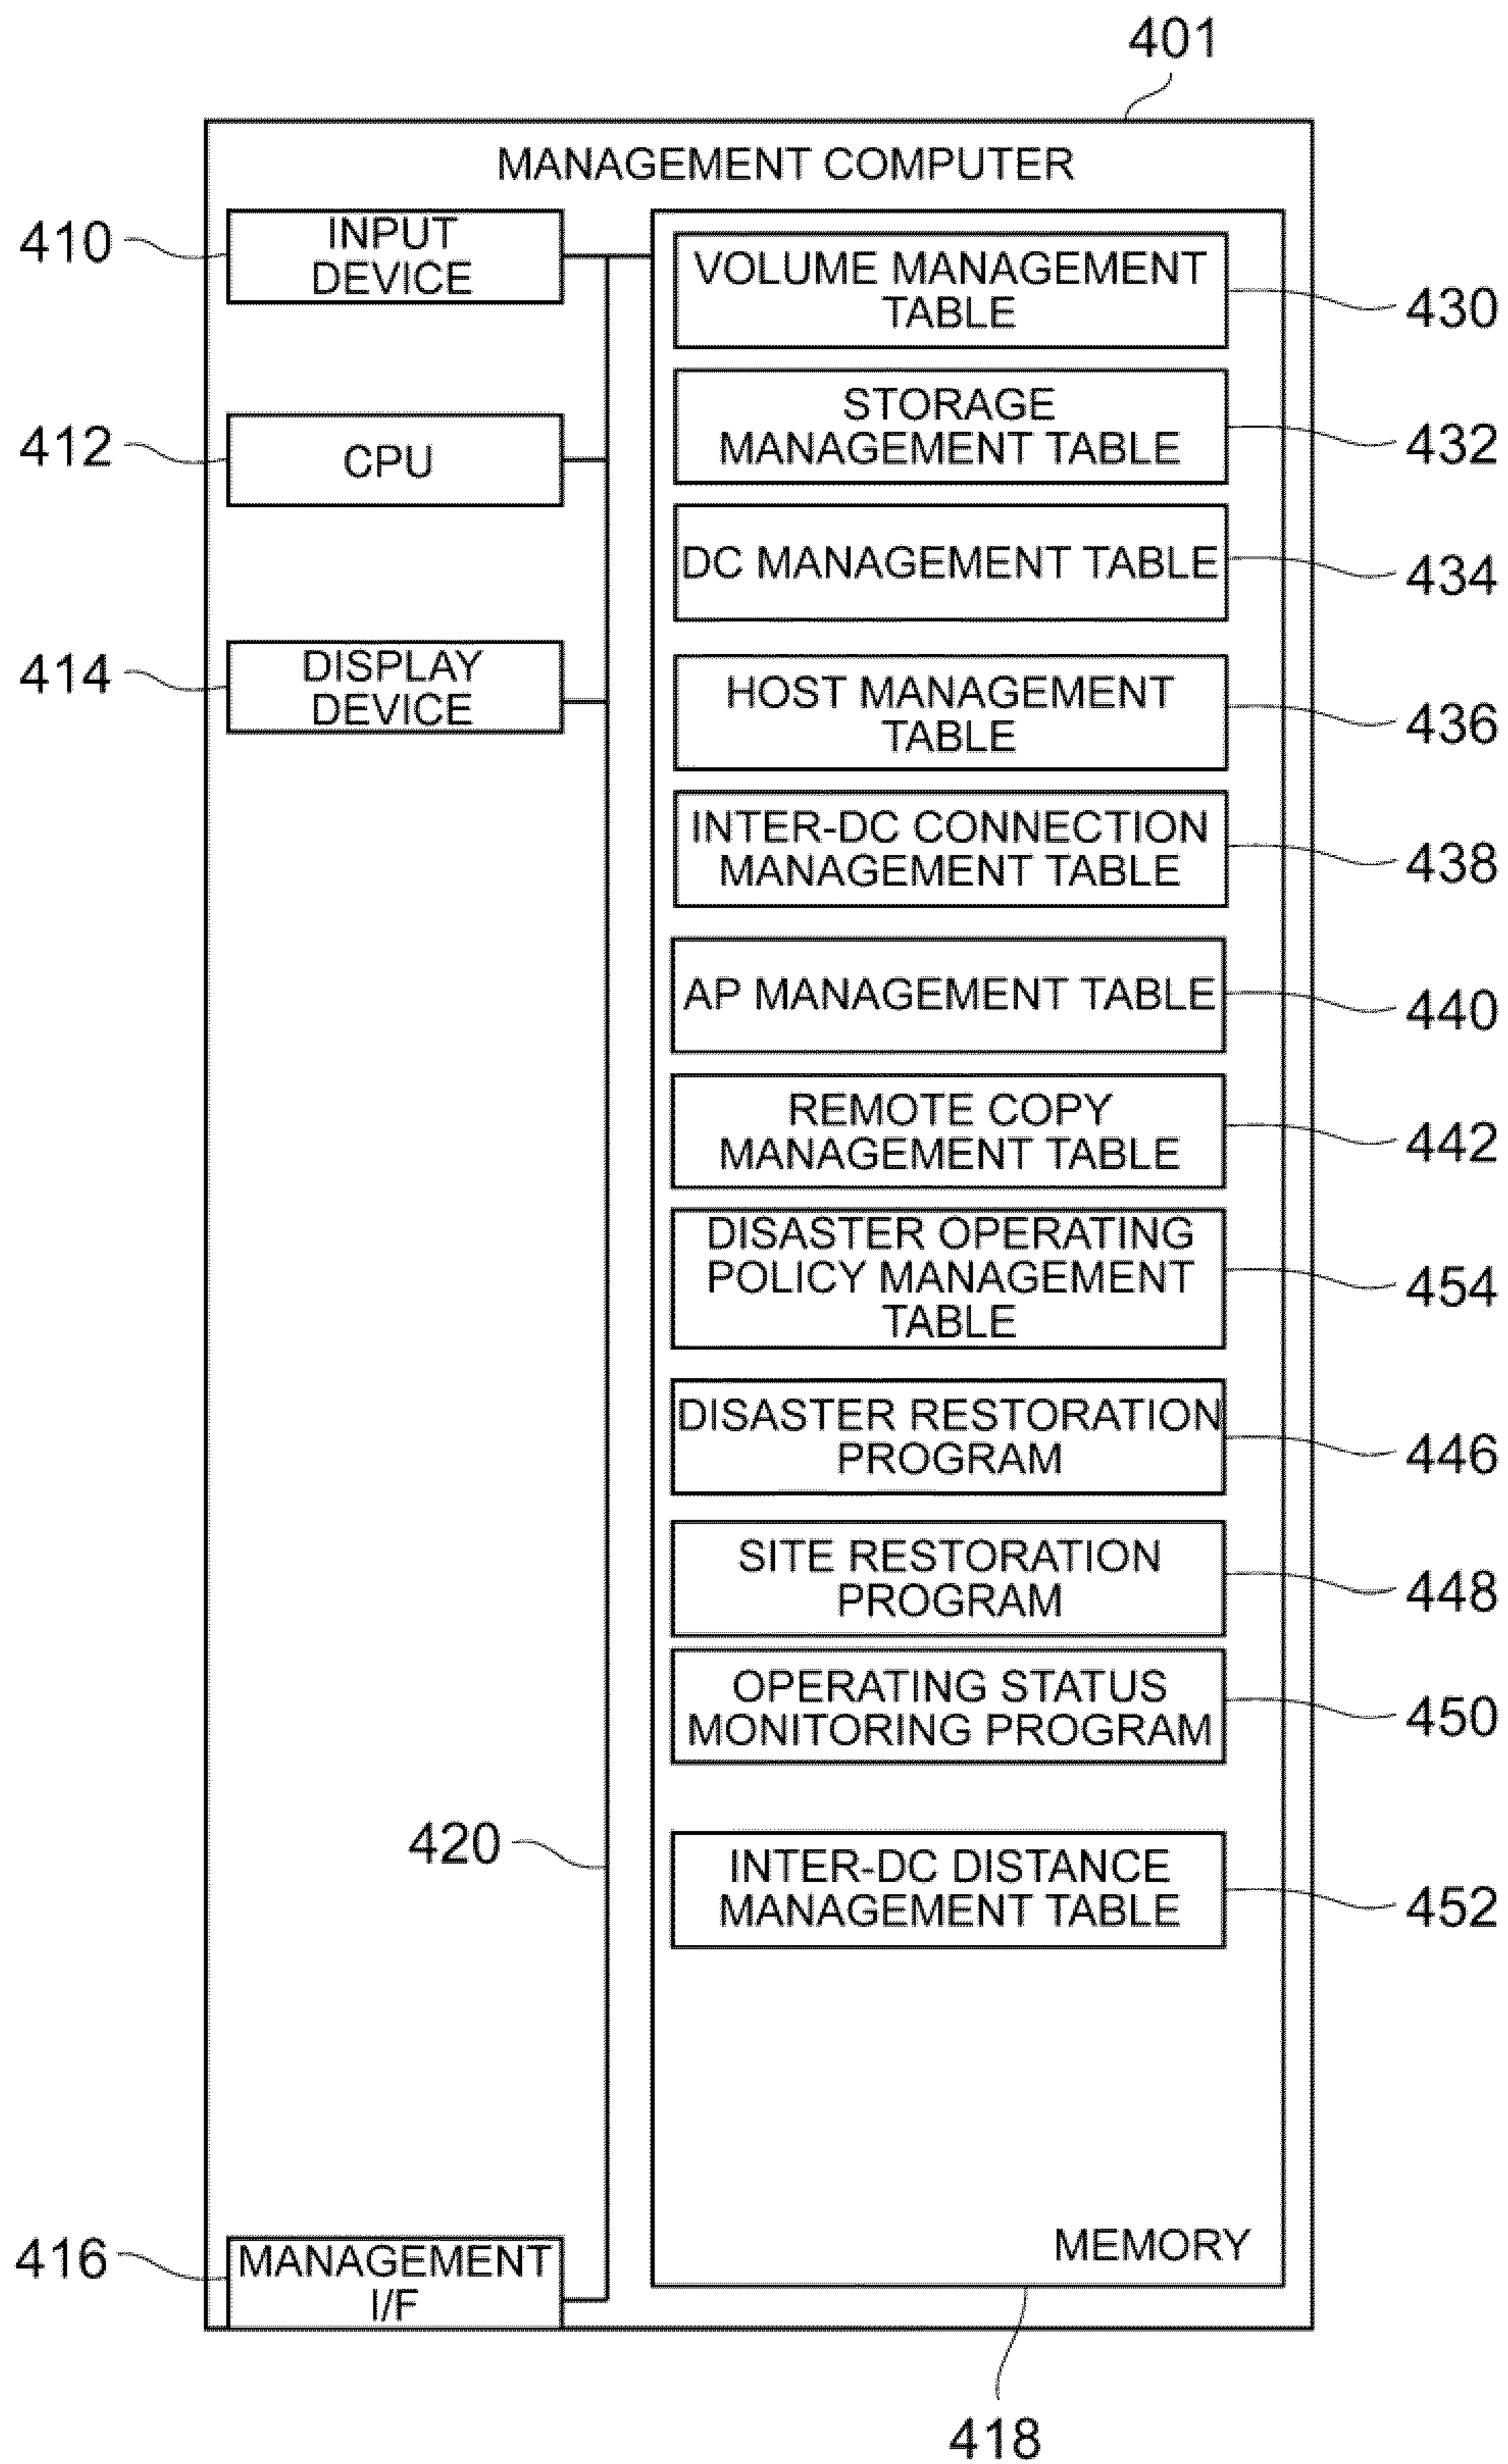 401
MANAGEMENT COMPUTER
410
INPUT
DEVICE
412
CPU
414
DISPLAY
DEVICE
420
416
MANAGEMENT
I/F
VOLUME MANAGEMENT
TABLE
430
STORAGE
MANAGEMENT TABLE
432
DC MANAGEMENT TABLE
434
HOST MANAGEMENT
TABLE
436
INTER-DC CONNECTION
MANAGEMENT TABLE
438
AP MANAGEMENT TABLE
440
REMOTE COPY
MANAGEMENT TABLE
442
DISASTER OPERATING
POLICY MANAGEMENT
TABLE
454
DISASTER RESTORATION
PROGRAM
446
SITE RESTORATION
PROGRAM
448
OPERATING STATUS
MONITORING PROGRAM
450
INTER-DC DISTANCE
MANAGEMENT TABLE
452
MEMORY
418